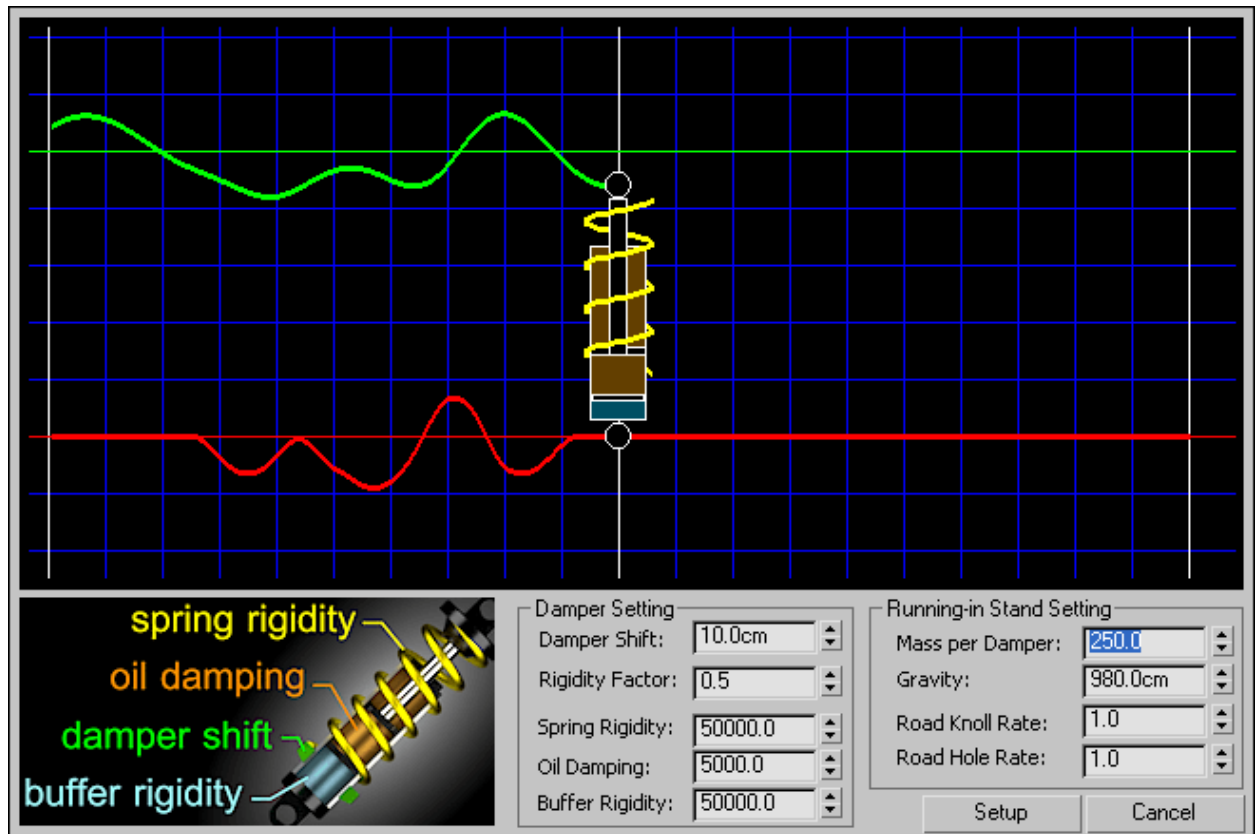 spring rigidity
oil damping
damper shift
buffer rigidity
Damper Setting
Damper Shift: 10.0cm
Rigidity Factor: 0.5
Spring Rigidity: 50000.0
Oil Damping: 5000.0
Buffer Rigidity: 50000.0
Running-in Stand Setting
Mass per Damper: 250.0
Gravity: 980.0cm
Road Knoll Rate: 1.0
Road Hole Rate: 1.0
Setup Cancel